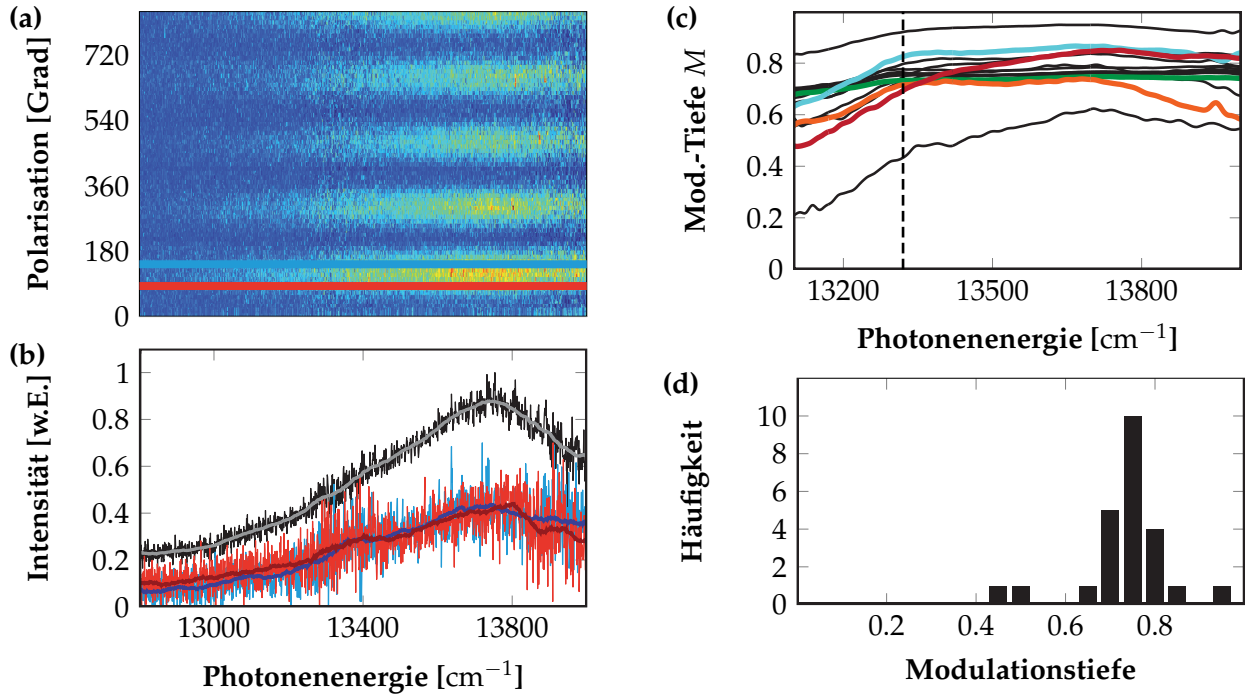 (a)
Polarisation [Grad]
720
540
360
180
0
(b)
Intensität [w.E.]
1
0.8
0.6
0.4
0.2
0
13000
13400
13800
Photonenenergie [cm⁻¹]
(c)
Mod.-Tiefe M
0.8
0.6
0.4
0.2
0
13200
13500
13800
Photonenenergie [cm⁻¹]
(d)
Häufigkeit
10
8
6
4
2
0
0.2
0.4
0.6
0.8
Modulationstiefe